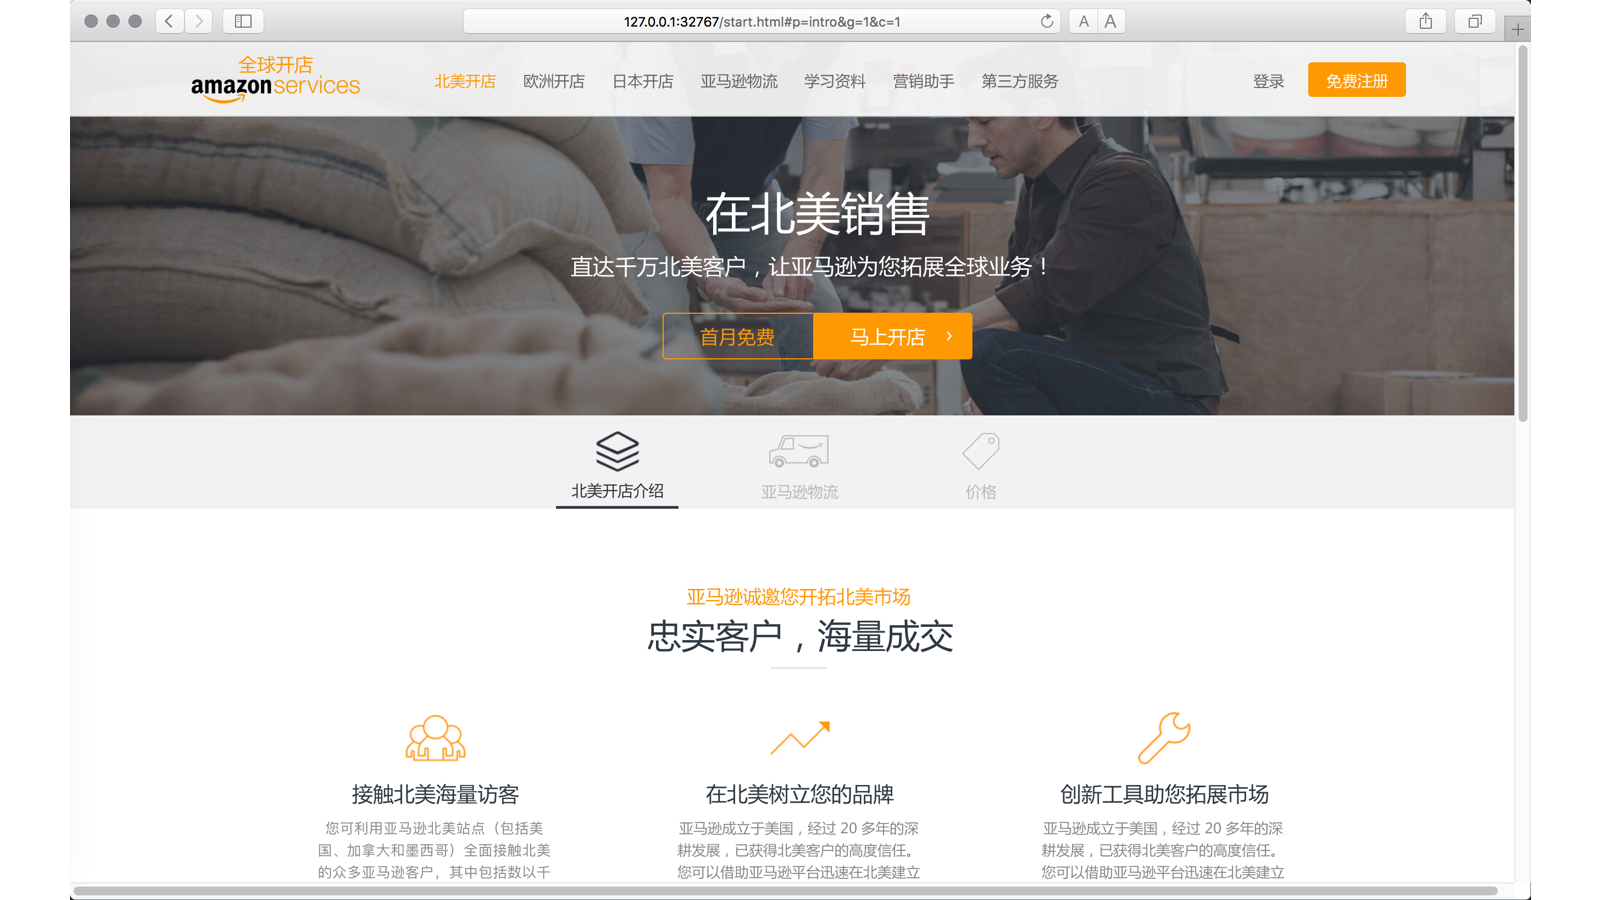 127.0.0.1:32767/start.html#p=intro&g=1&c=1
A A
全球开店
amazonservices
北美开店 欧洲开店 日本开店 亚马逊物流 学习资料 营销助手 第三方服务 登录 免费注册
在北美销售
直达千万北美客户，让亚马逊为您拓展全球业务！
首月免费 马上开店
北美开店介绍 亚马逊物流 价格
亚马逊诚邀您开拓北美市场
忠实客户，海量成交
接触北美海量访客
您可利用亚马逊北美站点（包括美
国、加拿大和墨西哥）全面接触北美
的众多亚马逊客户，其中包括数以千
在北美树立您的品牌
亚马逊成立于美国，经过 20 多年的深
耕发展，已获得北美客户的高度信任。
您可以借助亚马逊平台迅速在北美建立
创新工具助您拓展市场
亚马逊成立于美国，经过 20 多年的深
耕发展，已获得北美客户的高度信任。
您可以借助亚马逊平台迅速在北美建立